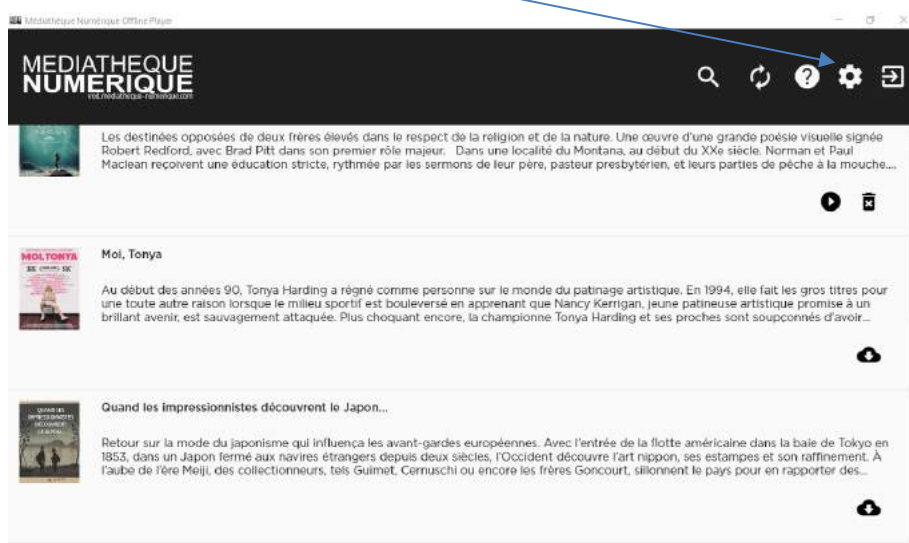 Médiathèque Numérique Offline Player
MEDIATHEQUE
NUMERIQUE
vod.mediatheque-numerique.com
Les destinées opposées de deux frères élevés dans le respect de la religion et de la nature. Une œuvre d'une grande poésie visuelle signée
Robert Redford, avec Brad Pitt dans son premier rôle majeur. Dans une localité du Montana, au début du XXe siècle. Norman et Paul
Maclean reçoivent une éducation stricte, rythmée par les sermons de leur père, pasteur presbytérien, et leurs parties de pêche à la mouche....
MOI, TONYA
Moi, Tonya
Au début des années 90, Tonya Harding a régné comme personne sur le monde du patinage artistique. En 1994, elle fait les gros titres pour
une toute autre raison lorsque le milieu sportif est bouleversé en apprenant que Nancy Kerrigan, jeune patineuse artistique promise à un
brillant avenir, est sauvagement attaquée. Plus choquant encore, la championne Tonya Harding et ses proches sont soupçonnés d'avoir...
QUAND LES
IMPRESSIONNISTES
DÉCOUVRENT
LE JAPON
Quand les impressionnistes découvrent le Japon...
Retour sur la mode du japonisme qui influença les avant-gardes européennes. Avec l'entrée de la flotte américaine dans la baie de Tokyo en
1853, dans un Japon fermé aux navires étrangers depuis deux siècles, l'Occident découvre l'art nippon, ses estampes et son raffinement. À
l'aube de l'ère Meiji, des collectionneurs, tels Guimet, Cernuschi ou encore les frères Goncourt, sillonnent le pays pour en rapporter des...